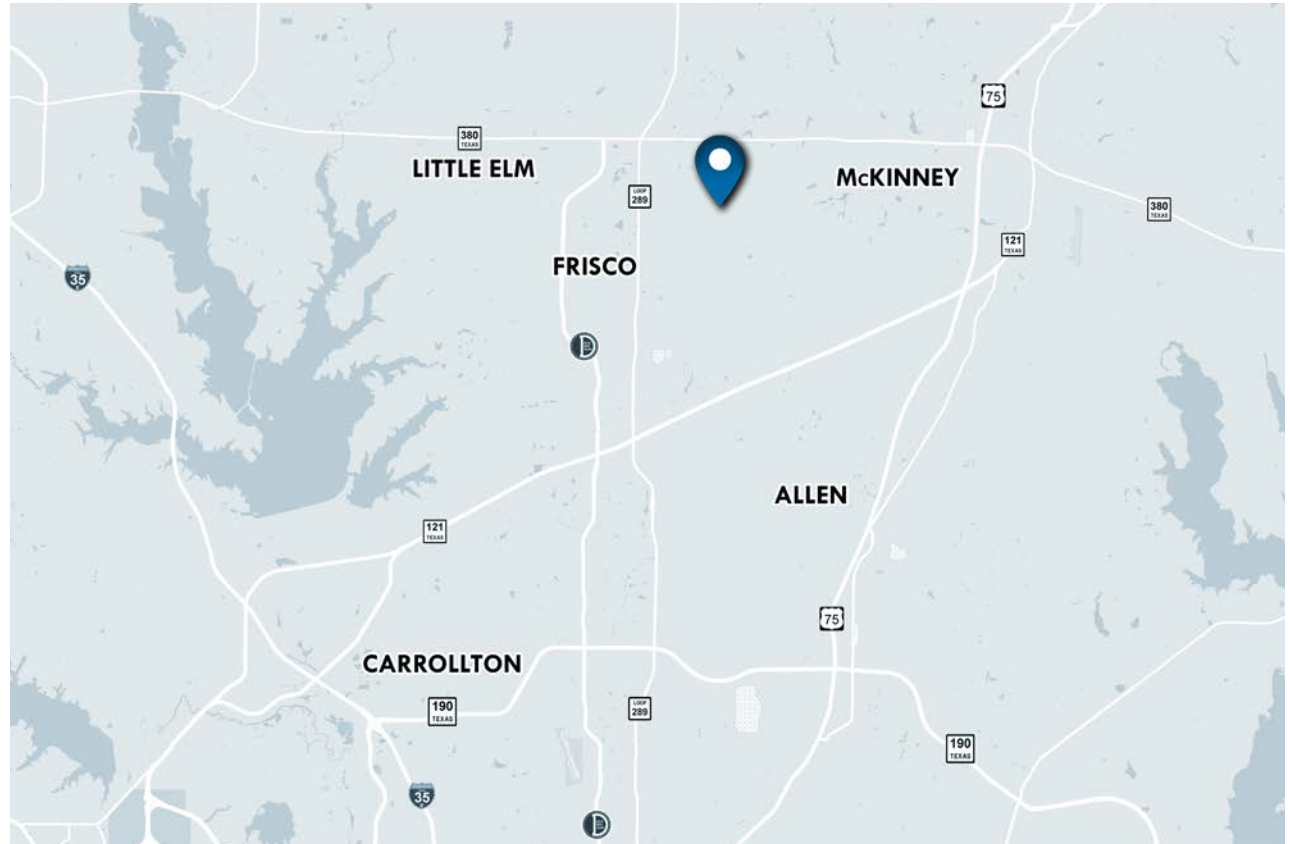 75
380
TEXAS
LITTLE ELM
McKINNEY
LOOP
289
380
TEXAS
121
TEXAS
FRISCO
35
D
121
TEXAS
ALLEN
75
CARROLLTON
190
TEXAS
LOOP
289
190
TEXAS
35
D